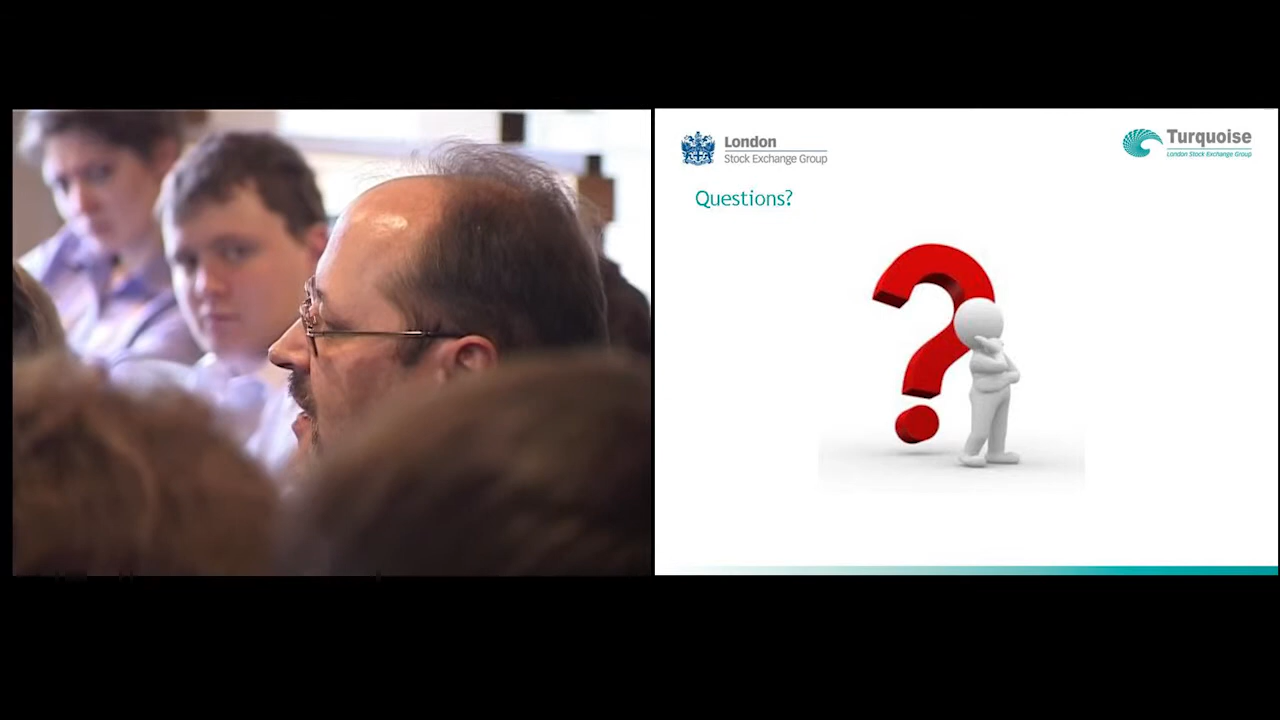 London
Stock Exchange Group
Turquoise
London Stock Exchange Group
Questions?